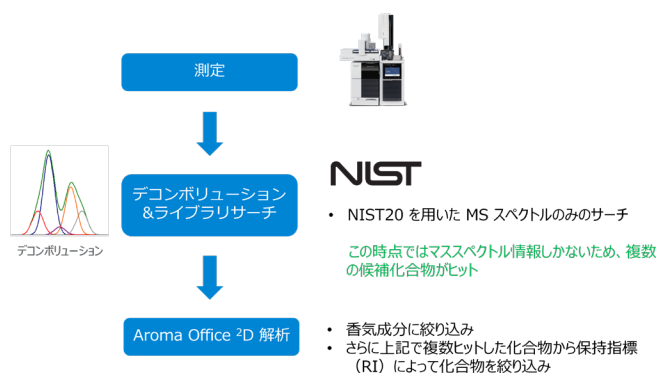 測定
NIST
デコンボリューション
&ライブラリサーチ
• NIST20 を用いた MS スペクトルのみのサーチ
デコンボリューション
この時点ではマススペクトル情報しかないため、複数
の候補化合物がヒット
Aroma Office ²D 解析
• 香気成分に絞り込み
• さらに上記で複数ヒットした化合物から保持指標
（RI）によって化合物を絞り込み